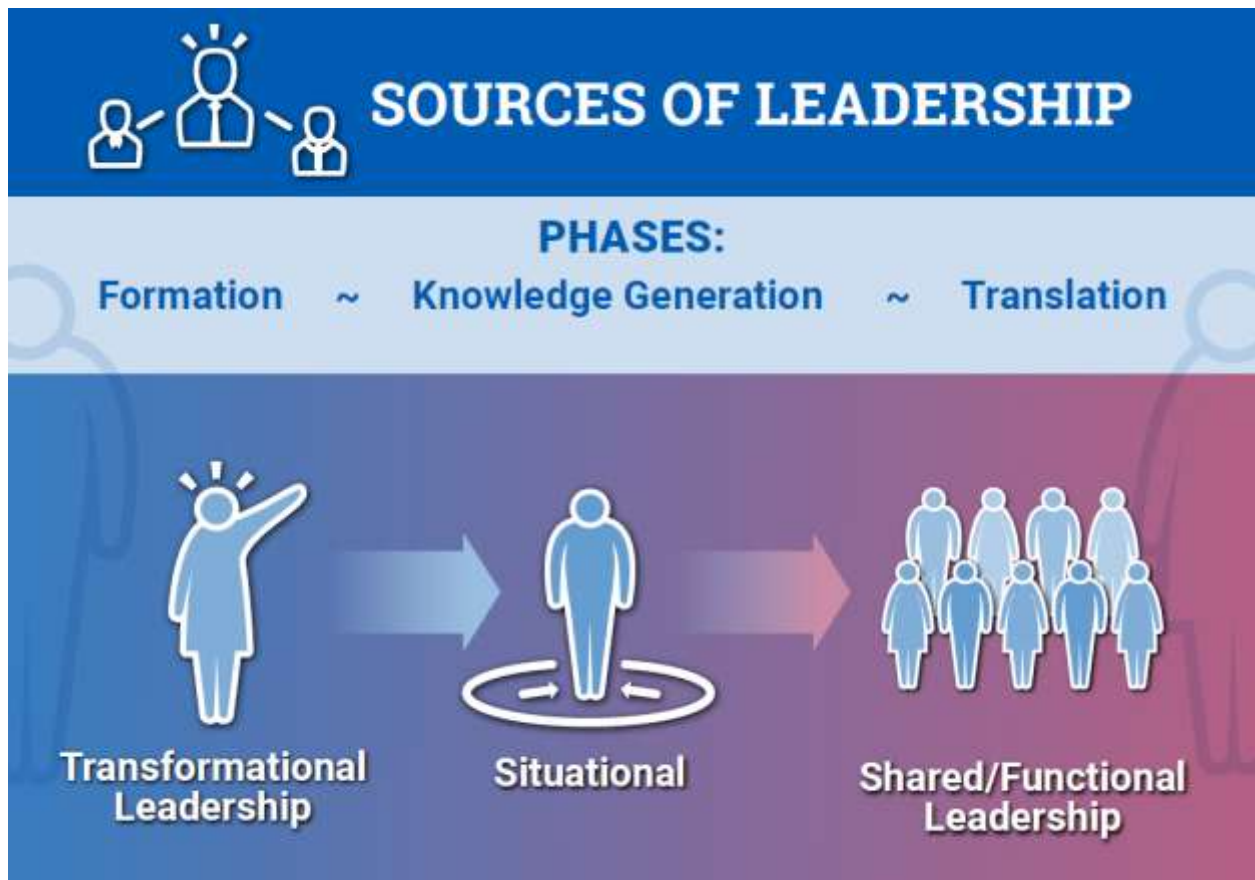 SOURCES OF LEADERSHIP
PHASES:
Formation ~ Knowledge Generation ~ Translation
Transformational
Leadership
Situational
Shared/Functional
Leadership